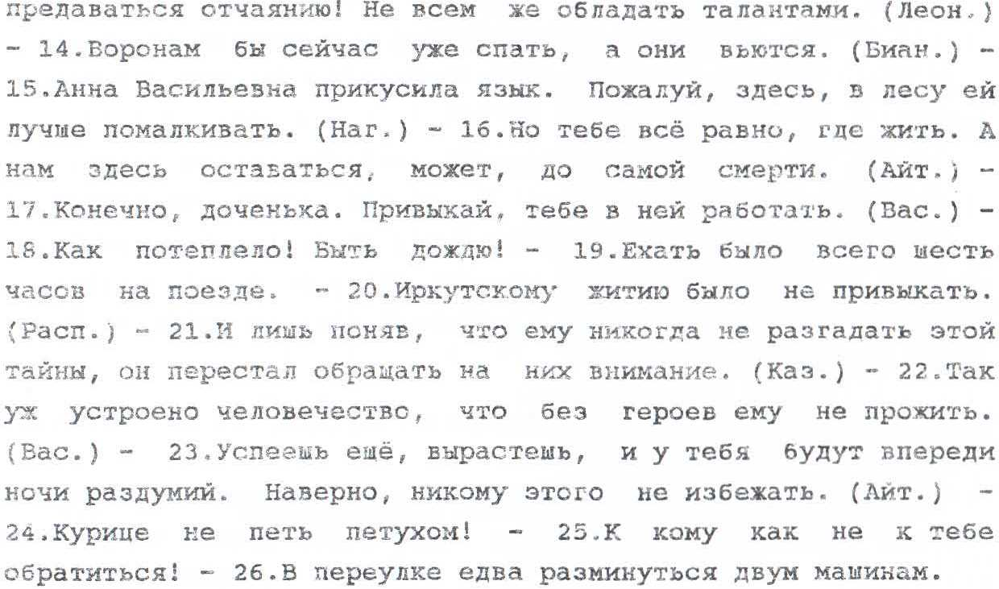 предаваться отчаянию! Не всем же обладать талантами. (Леон.)
- 14.Воронам бы сейчас уже спать, а они вьются. (Биан.) -
15.Анна Васильевна прикусила язык. Пожалуй, здесь, в лесу ей
лучше помалкивать. (Наг.) - 16.Но тебе всё равно, где жить. А
нам здесь оставаться, может, до самой смерти. (Айт.) -
17.Конечно, доченька. Привыкай, тебе в ней работать. (Вас.) -
18.Как потеплело! Быть дождю! - 19.Ехать было всего шесть
часов на поезде. - 20.Иркутскому житию было не привыкать.
(Расп.) - 21.И лишь поняв, что ему никогда не разгадать этой
тайны, он перестал обращать на них внимание. (Каз.) - 22.Так
уж устроено человечество, что без героев ему не прожить.
(Вас.) - 23.Успеешь ещё, вырастешь, и у тебя будут впереди
ночи раздумий. Наверно, никому этого не избежать. (Айт.) -
24.Курице не петь петухом! - 25.К кому как не к тебе
обратиться! - 26.В переулке едва разминуться двум машинам.